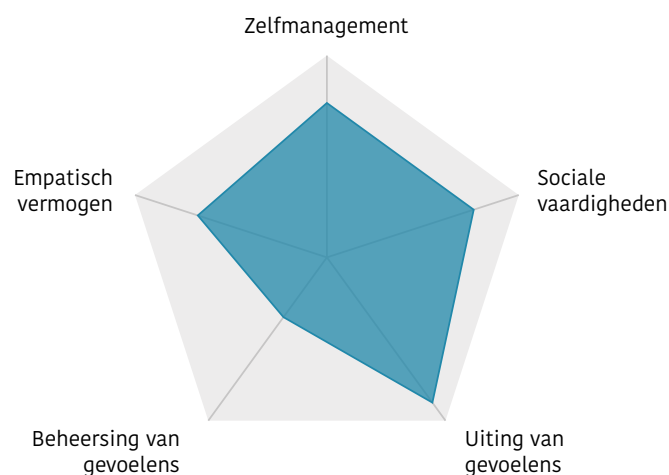 Zelfmanagement
Empatisch
vermogen
Sociale
vaardigheden
Beheersing van
gevoelens
Uiting van
gevoelens